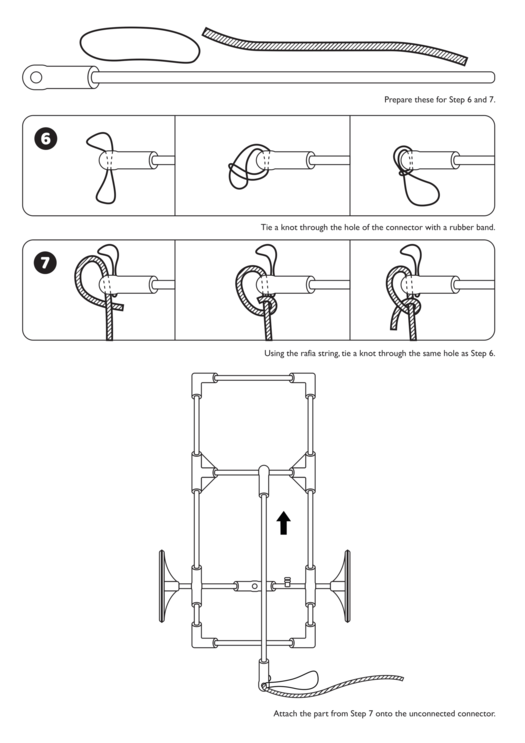 Prepare these for Step 6 and 7.
6
Tie a knot through the hole of the connector with a rubber band.
7
Using the rafia string, tie a knot through the same hole as Step 6.
Attach the part from Step 7 onto the unconnected connector.